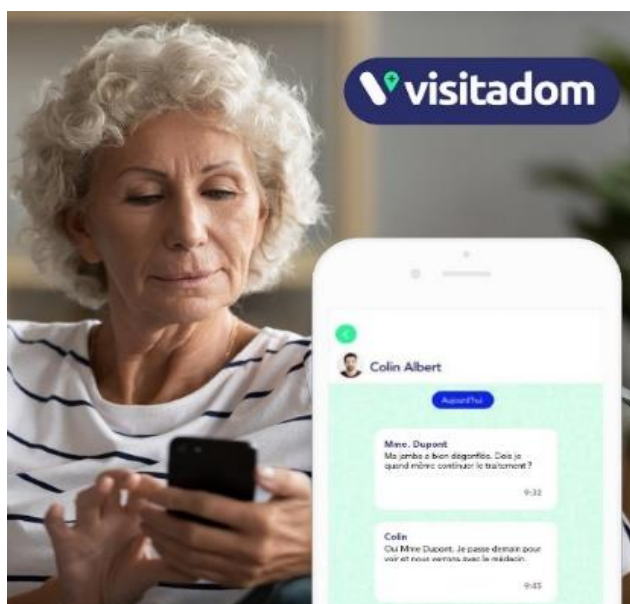 visitadom
Colin Albert
Aujourd'hui
Mme. Dupont
Ma jambe a bien dégonflée. Dois je
quand même continuer le traitement ?
9:32
Colin
Oui Mme Dupont. Je passe demain pour
voir et nous verrons avec le médecin.
9:45